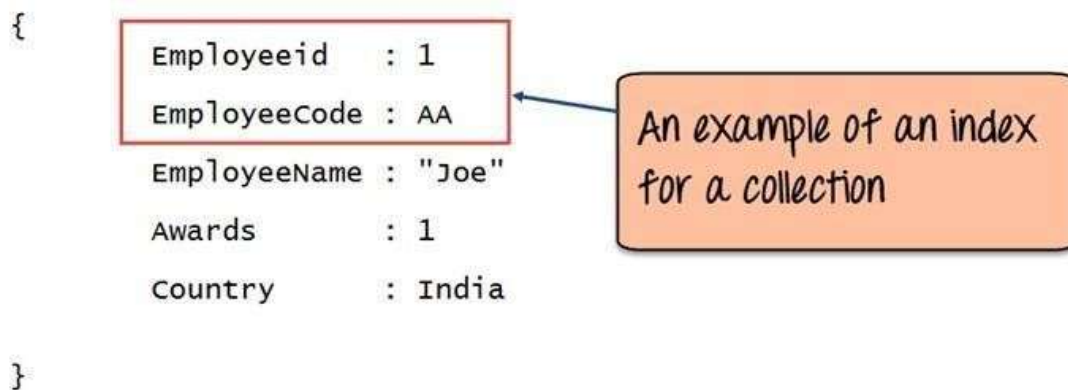 {
Employeeid : 1
EmployeeCode : AA
EmployeeName : "Joe"
Awards : 1
Country : India
}
An example of an index
for a collection